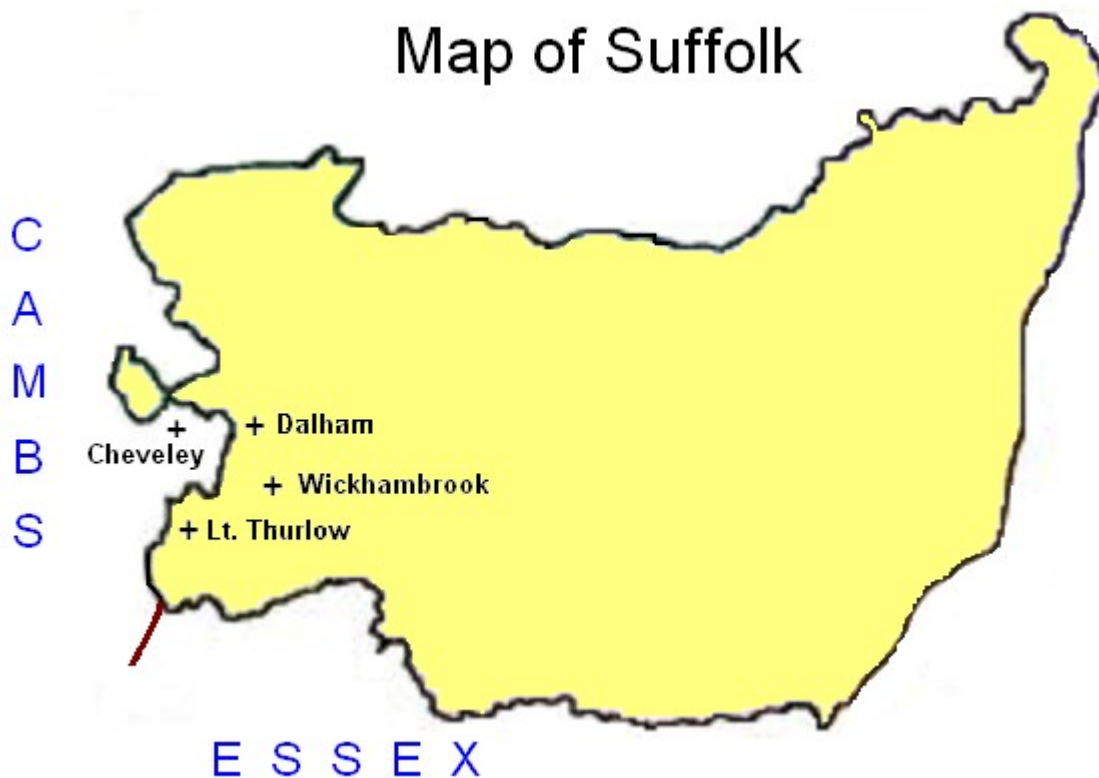 Map of Suffolk
C
A
M
B
S
Dalham
Cheveley
Wickhambrook
Lt. Thurlow
E S S E X